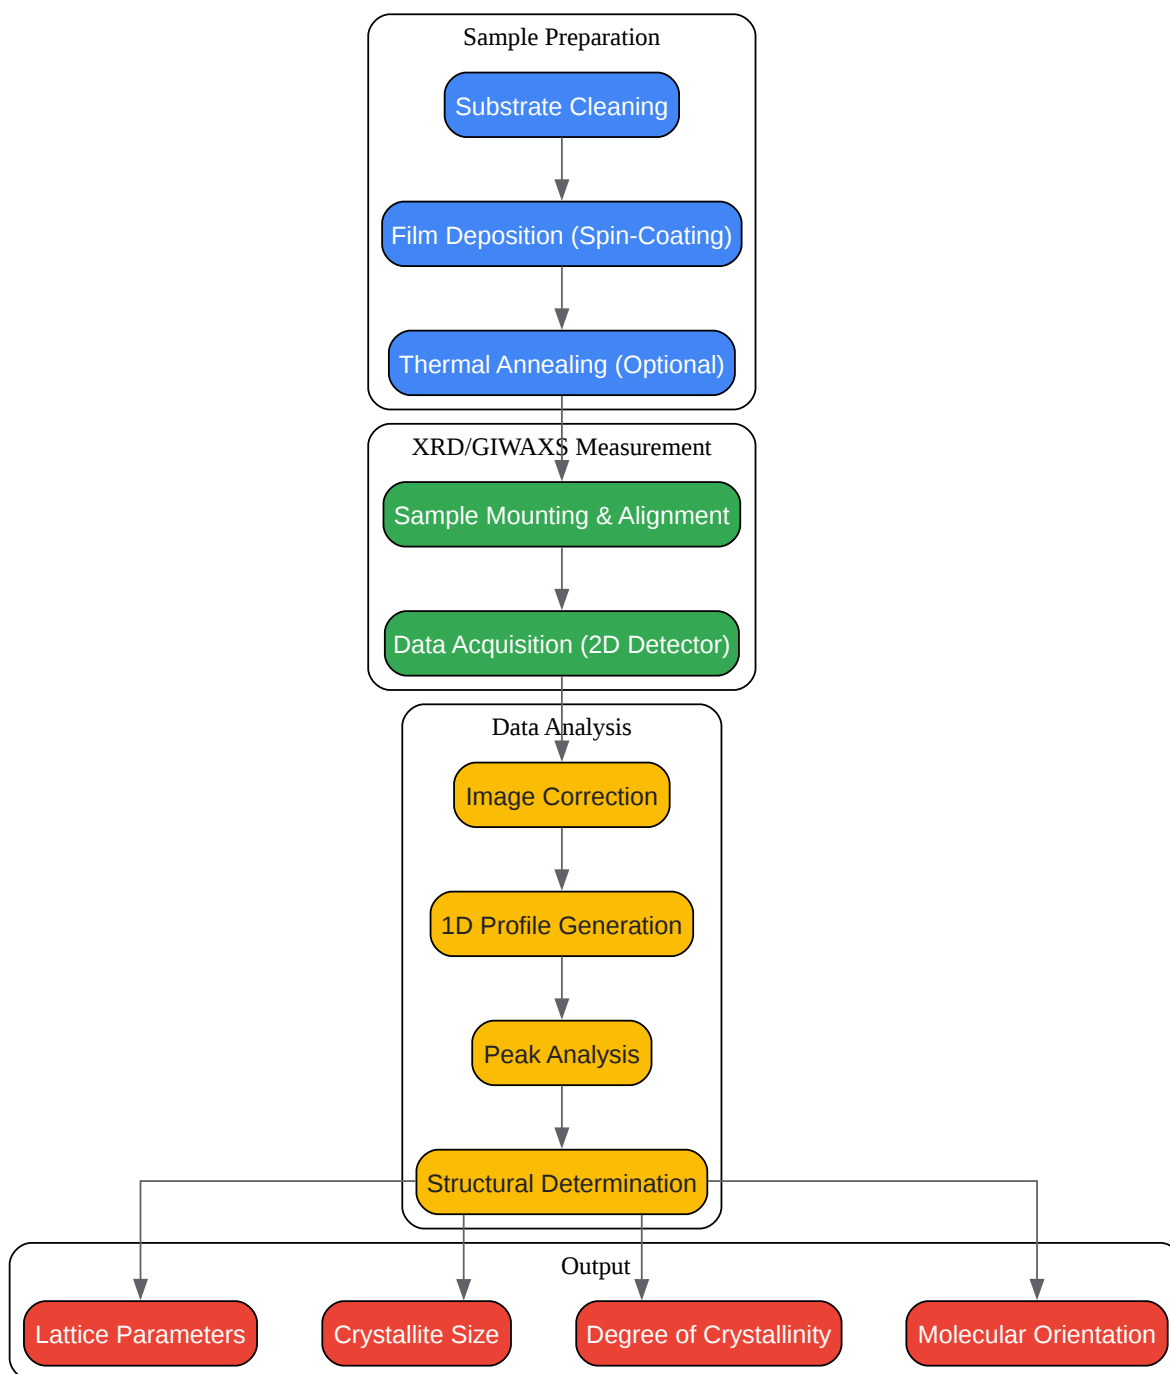 Sample Preparation
Substrate Cleaning
Film Deposition (Spin-Coating)
Thermal Annealing (Optional)
XRD/GIWAXS Measurement
Sample Mounting & Alignment
Data Acquisition (2D Detector)
Data Analysis
Image Correction
1D Profile Generation
Peak Analysis
Structural Determination
Output
Lattice Parameters
Crystallite Size
Degree of Crystallinity
Molecular Orientation